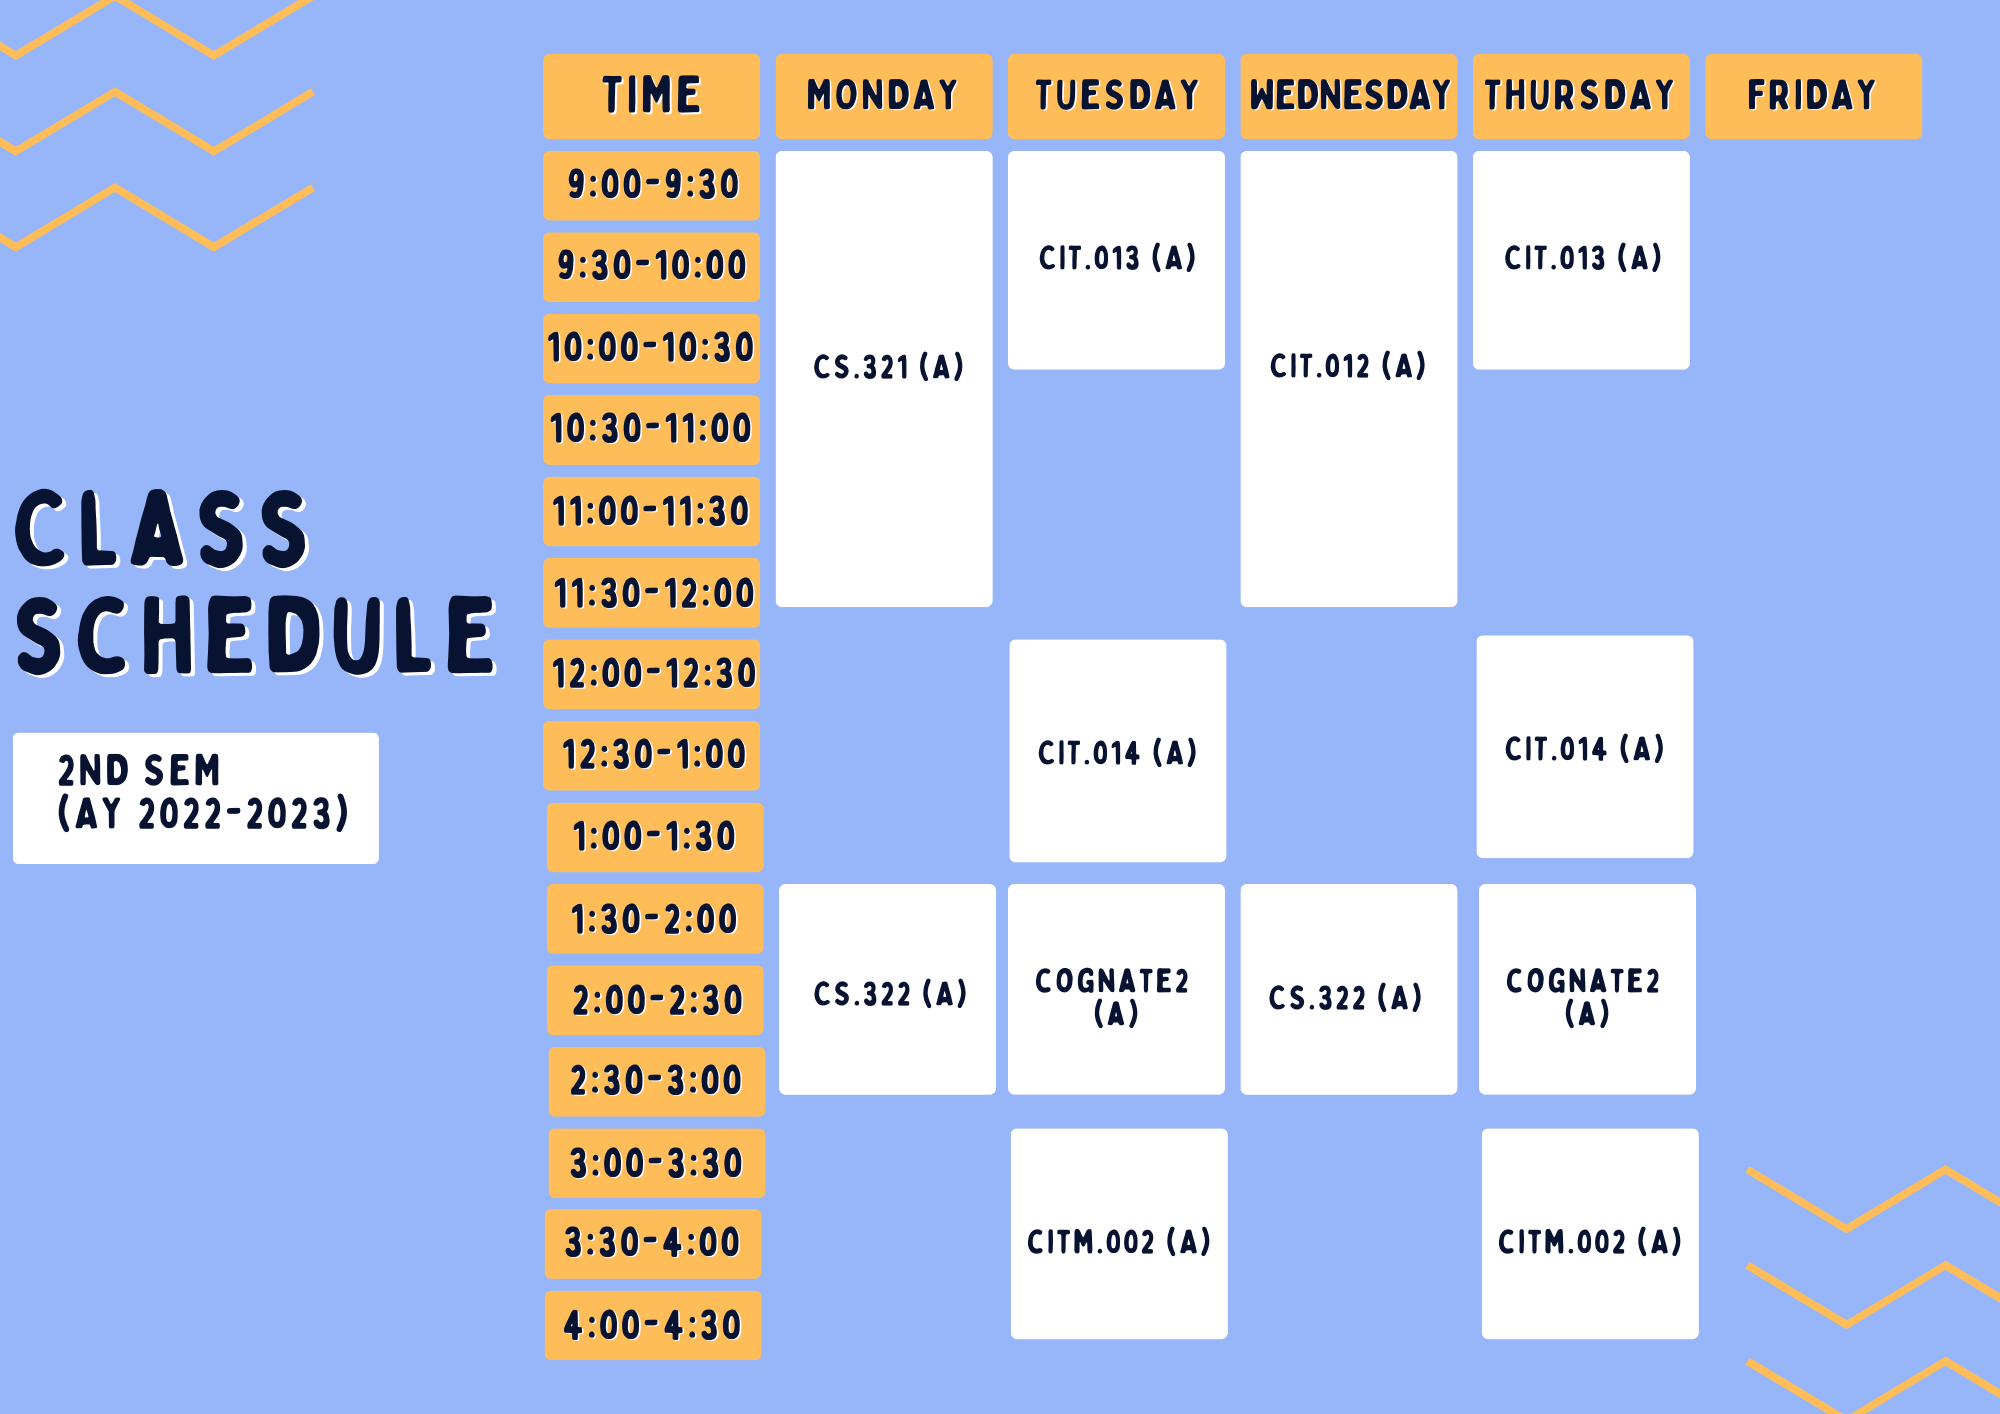 CLASS
SCHEDULE
2ND SEM
(AY 2022-2023)
TIME MONDAY TUESDAY WEDNESDAY THURSDAY FRIDAY
9:00-9:30
9:30-10:00
CIT.013 (A) CIT.013 (A)
10:00-10:30
CS.321 (A) CIT.012 (A)
10:30-11:00
11:00-11:30
11:30-12:00
12:00-12:30
12:30-1:00
CIT.014 (A) CIT.014 (A)
1:00-1:30
1:30-2:00
2:00-2:30
CS.322 (A) COGNATE2 CS.322 (A) COGNATE2
(A) (A)
2:30-3:00
3:00-3:30
3:30-4:00
CITM.002 (A) CITM.002 (A)
4:00-4:30